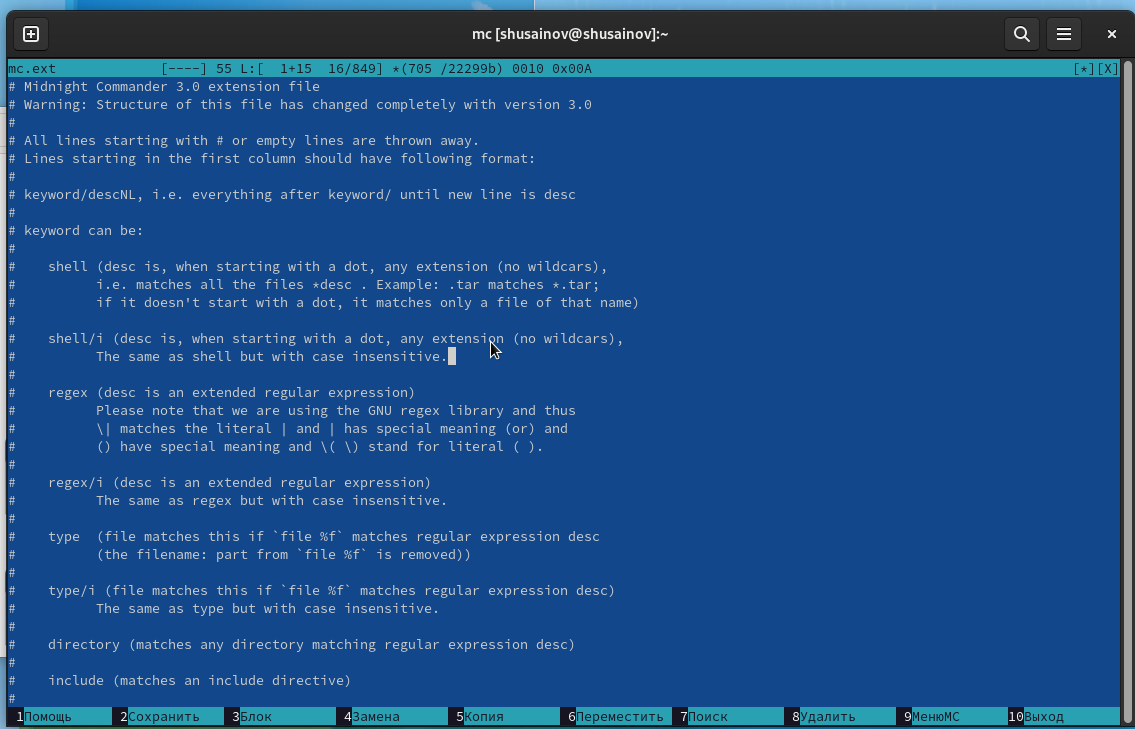 mc [shusainov@shusainov]:~
mc.ext [----] 55 L:[ 1+15 16/849] *(705 /22299b) 0010 0x00A [*][X]
# Midnight Commander 3.0 extension file
# Warning: Structure of this file has changed completely with version 3.0
#
# All lines starting with # or empty lines are thrown away.
# Lines starting in the first column should have following format:
#
# keyword/descNL, i.e. everything after keyword/ until new line is desc
#
# keyword can be:
#
#    shell (desc is, when starting with a dot, any extension (no wildcars),
#          i.e. matches all the files *desc . Example: .tar matches *.tar;
#          if it doesn't start with a dot, it matches only a file of that name)
#
#    shell/i (desc is, when starting with a dot, any extension (no wildcars),
#          The same as shell but with case insensitive.
#
#    regex (desc is an extended regular expression)
#          Please note that we are using the GNU regex library and thus
#          \| matches the literal | and | has special meaning (or) and
#          () have special meaning and \( \) stand for literal ( ).
#
#    regex/i (desc is an extended regular expression)
#          The same as regex but with case insensitive.
#
#    type  (file matches this if `file %f` matches regular expression desc
#          (the filename: part from `file %f` is removed))
#
#    type/i (file matches this if `file %f` matches regular expression desc)
#          The same as type but with case insensitive.
#
#    directory (matches any directory matching regular expression desc)
#
#    include (matches an include directive)
#
1Помощь 2Сохранить 3Блок 4Замена 5Копия 6Переместить 7Поиск 8Удалить 9МенюМС 10Выход